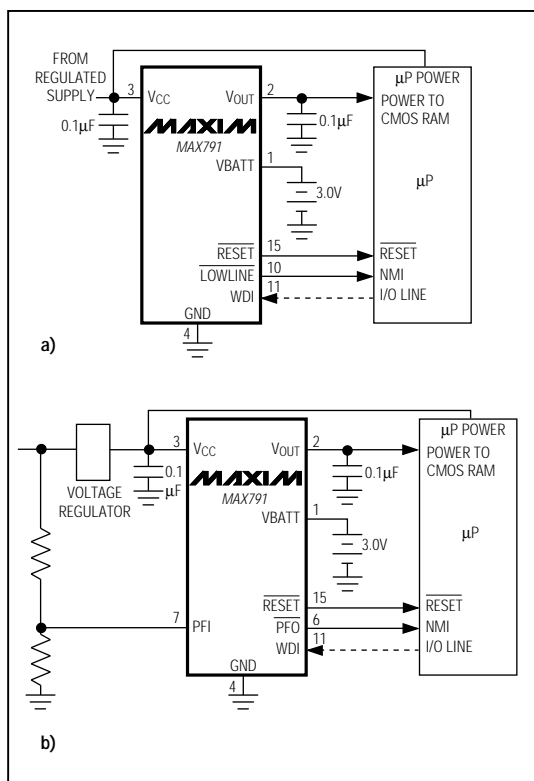 FROM
REGULATED
SUPPLY
3
VCC
0.1µF
MAXIM
MAX791
VOUT
2
0.1µF
VBATT
1
3.0V
RESET
15
LOWLINE
10
WDI
11
GND
4
µP POWER
POWER TO
CMOS RAM
µP
RESET
NMI
I/O LINE
a)
VOLTAGE
REGULATOR
3
VCC
0.1
µF
MAXIM
MAX791
VOUT
2
0.1µF
VBATT
1
3.0V
7
PFI
RESET
15
PFO
6
WDI
11
GND
4
µP POWER
POWER TO
CMOS RAM
µP
RESET
NMI
I/O LINE
b)